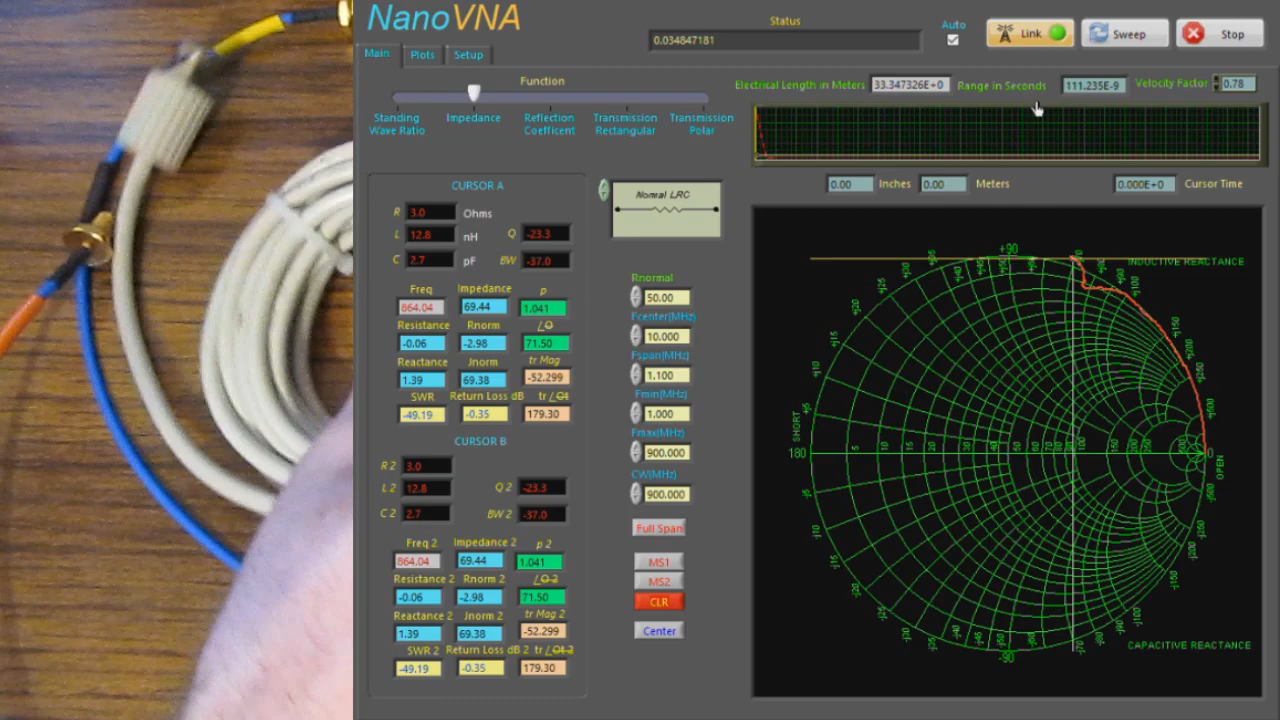 NanoVNA
Status
0.034847181
Auto
Link
Sweep
Stop
Main Plots Setup
Function
Standing Wave Ratio
Impedance
Reflection Coefficent
Transmission Rectangular
Transmission Polar
Electrical Length in Meters 33.347326E+0 Range in Seconds 111.235E-9 Velocity Factor 0.78
0.00 Inches 0.00 Meters 0.000E+0 Cursor Time
CURSOR A
R 3.0 Ohms
L 12.8 nH Q -23.3
C 2.7 pF BW -37.0
Freq Impedance p
864.04 69.44 1.041
Resistance Rnorm /O
-0.06 -2.98 71.50
Reactance Jnorm tr Mag
1.39 69.38 -52.299
SWR Return Loss dB tr /Ot
-49.19 -0.35 179.30
CURSOR B
R 2 3.0
L 2 12.8 Q 2 -23.3
C 2 2.7 BW 2 -37.0
Freq 2 Impedance 2 p 2
864.04 69.44 1.041
Resistance 2 Rnorm 2 /O 2
-0.06 -2.98 71.50
Reactance 2 Jnorm 2 tr Mag 2
1.39 69.38 -52.299
SWR 2 Return Loss dB 2 tr /Ot 2
-49.19 -0.35 179.30
Normal LRC
Rnormal
50.00
Fcenter(MHz)
10.000
Fspan(MHz)
1.100
Fmin(MHz)
1.000
Fmax(MHz)
900.000
CW(MHz)
900.000
Full Span
MS1
MS2
CLR
Center
+90
INDUCTIVE REACTANCE
SHORT
180
0
OPEN
-90
CAPACITIVE REACTANCE